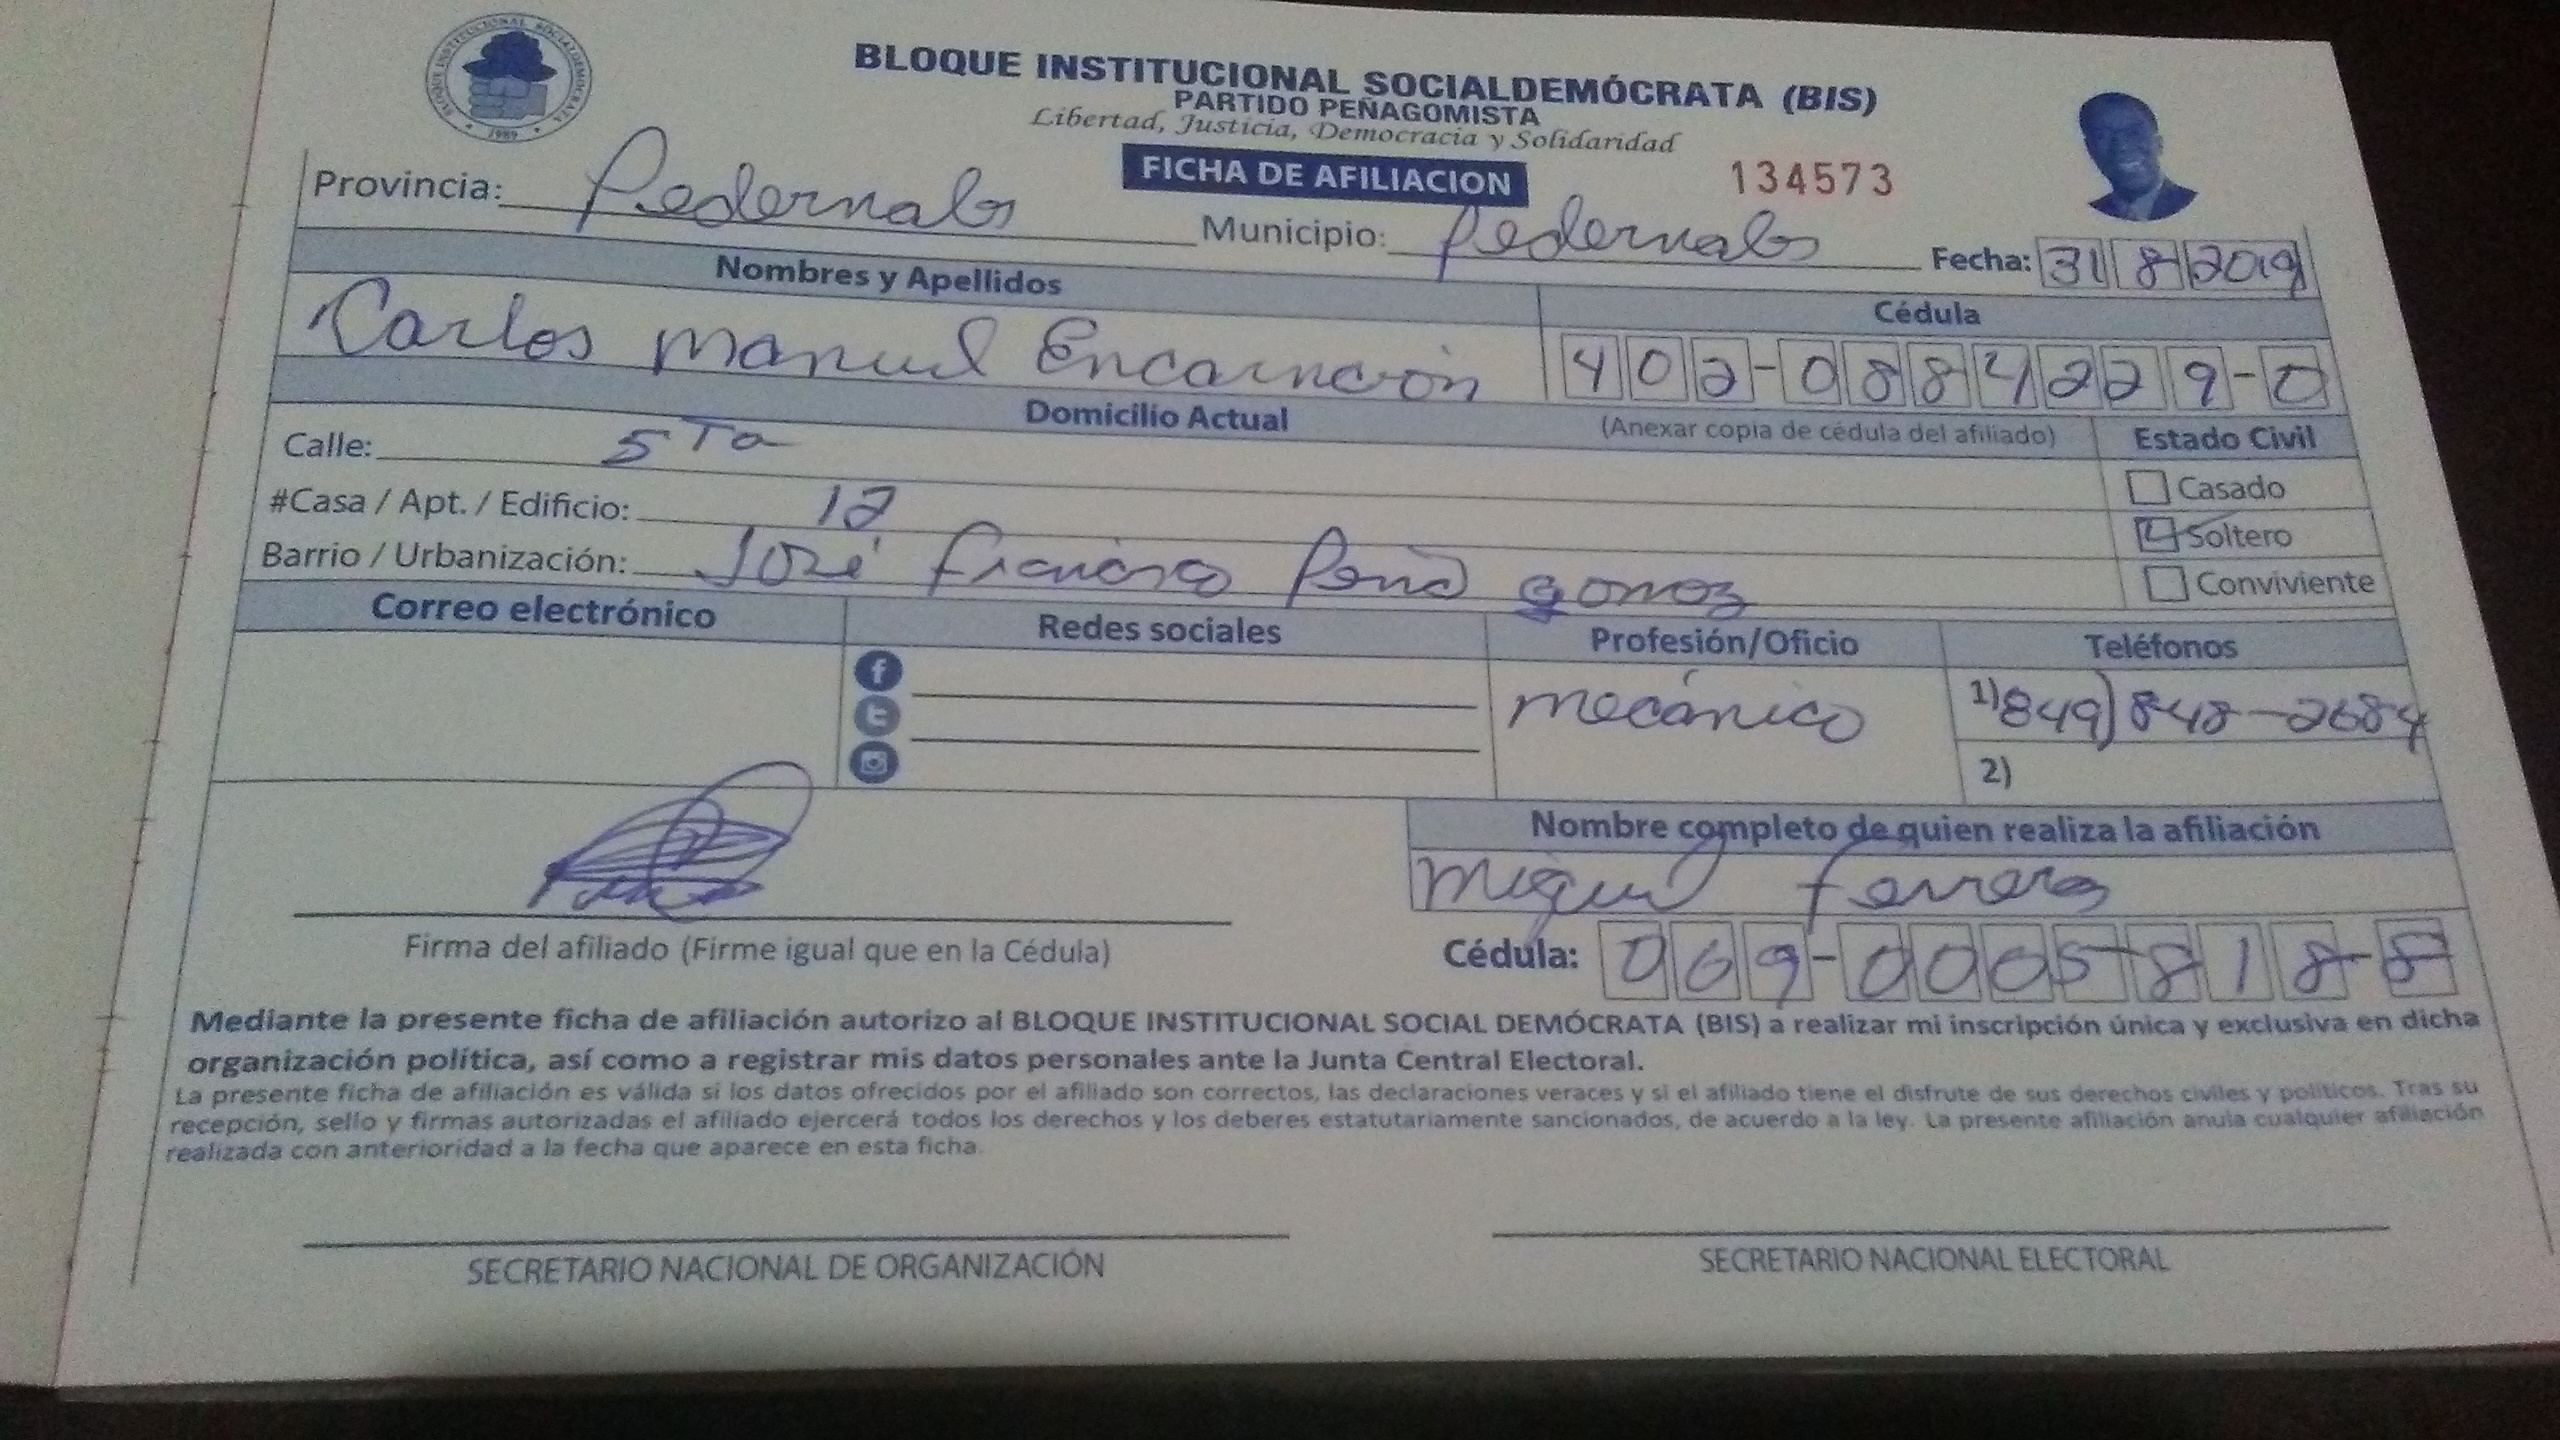 BLOQUE INSTITUCIONAL SOCIALDEMOCRATA
1989
BLOQUE INSTITUCIONAL SOCIALDEMÓCRATA (BIS)
PARTIDO PEÑAGOMISTA
Libertad, Justicia, Democracia y Solidaridad
FICHA DE AFILIACION
134573
Provincia: Pedernales
Municipio: Pedernales
Fecha: 31 8 2019
Nombres y Apellidos
Cédula
Carlos Manuel Encarnación
402-0884229-0
Domicilio Actual
(Anexar copia de cédula del afiliado)
Estado Civil
Calle: 5Ta
Casado
#Casa / Apt. / Edificio: 12
Soltero
Barrio / Urbanización: José Francisco Peña gomez
Conviviente
Correo electrónico
Redes sociales
Profesión/Oficio
Teléfonos
mecánico
1) 849) 848-2684
2)
Nombre completo de quien realiza la afiliación
Miguel Ferreras
Firma del afiliado (Firme igual que en la Cédula)
Cédula: 069-0005818-8
Mediante la presente ficha de afiliación autorizo al BLOQUE INSTITUCIONAL SOCIAL DEMÓCRATA (BIS) a realizar mi inscripción única y exclusiva en dicha
organización política, así como a registrar mis datos personales ante la Junta Central Electoral.
La presente ficha de afiliación es válida si los datos ofrecidos por el afiliado son correctos, las declaraciones veraces y si el afiliado tiene el disfrute de sus derechos civiles y políticos. Tras su
recepción, sello y firmas autorizadas el afiliado ejercerá todos los derechos y los deberes estatutariamente sancionados, de acuerdo a la ley. La presente afiliación anula cualquier afiliación
realizada con anterioridad a la fecha que aparece en esta ficha.
SECRETARIO NACIONAL DE ORGANIZACIÓN
SECRETARIO NACIONAL ELECTORAL